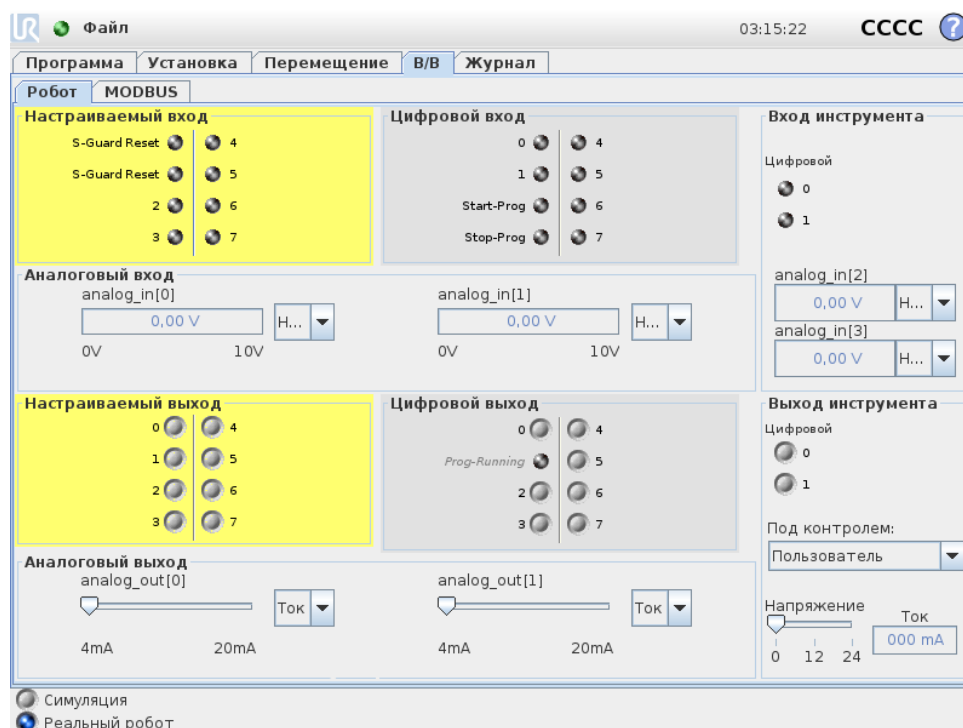 UR Файл 03:15:22 CCCC ?
Программа Установка Перемещение В/В Журнал
Робот MODBUS
Настраиваемый вход
S-Guard Reset 4
S-Guard Reset 5
2 6
3 7
Цифровой вход
0 4
1 5
Start-Prog 6
Stop-Prog 7
Вход инструмента
Цифровой
0
1
analog_in[2]
0,00 V Н...
analog_in[3]
0,00 V Н...
Аналоговый вход
analog_in[0] analog_in[1]
0,00 V Н... 0,00 V Н...
0V 10V 0V 10V
Настраиваемый выход
0 4
1 5
2 6
3 7
Цифровой выход
0 4
Prog-Running 5
2 6
3 7
Выход инструмента
Цифровой
0
1
Под контролем:
Пользователь
Напряжение Ток
000 mA
0 12 24
Аналоговый выход
analog_out[0] analog_out[1]
Ток Ток
4mA 20mA 4mA 20mA
Симуляция
Реальный робот